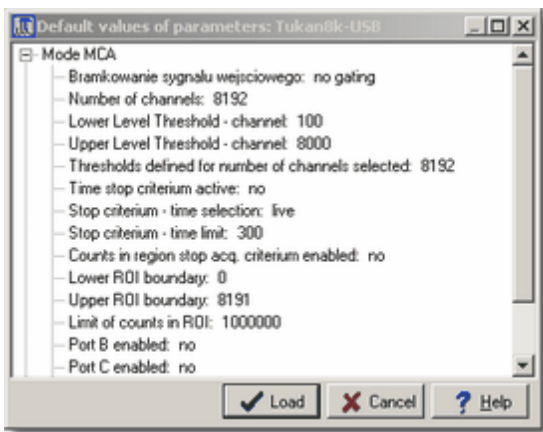 Default values of parameters: Tukan8k-USB
Mode MCA
Bramkowanie sygnalu wejsciowego: no gating
Number of channels: 8192
Lower Level Threshold - channel: 100
Upper Level Threshold - channel: 8000
Thresholds defined for number of channels selected: 8192
Time stop criterium active: no
Stop criterium - time selection: live
Stop criterium - time limit: 300
Counts in region stop acq. criterium enabled: no
Lower ROI boundary: 0
Upper ROI boundary: 8191
Limit of counts in ROI: 1000000
Port B enabled: no
Port C enabled: no
Load Cancel Help